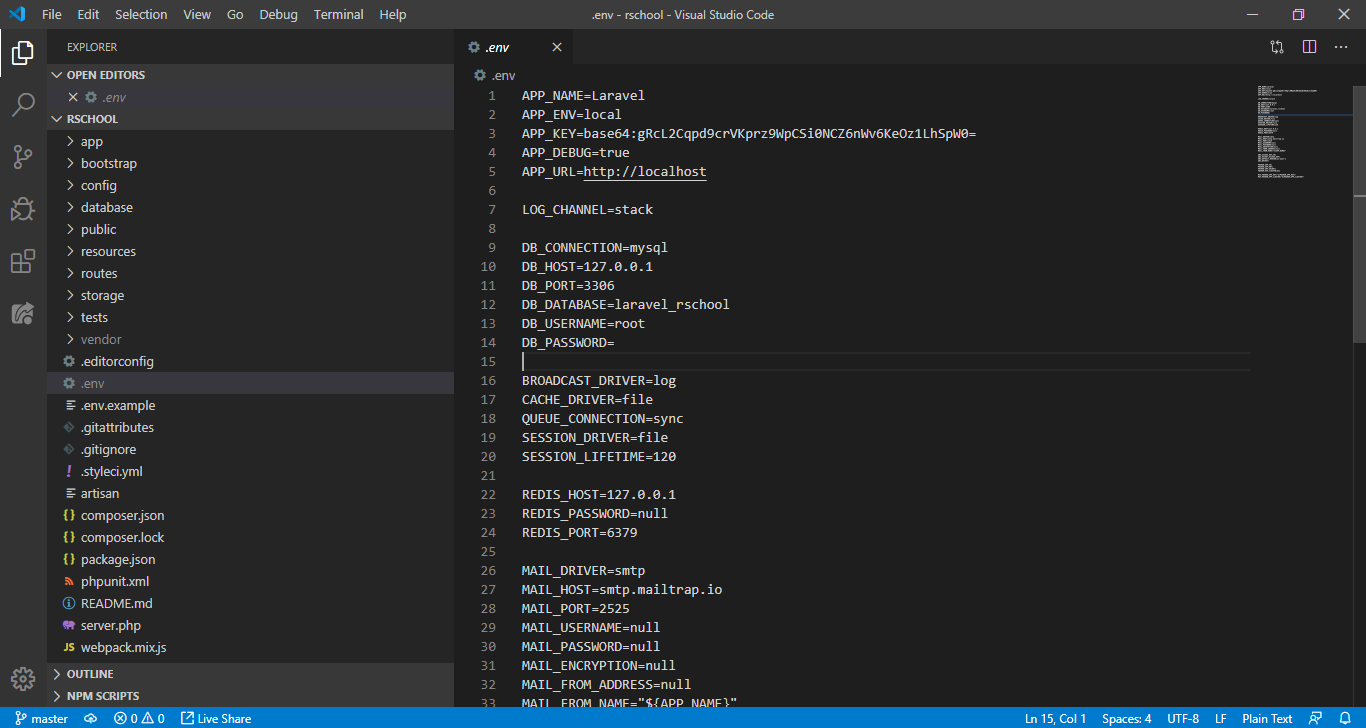 File Edit Selection View Go Debug Terminal Help
.env - rschool - Visual Studio Code
EXPLORER
OPEN EDITORS
.env
RSCHOOL
app
bootstrap
config
database
public
resources
routes
storage
tests
vendor
.editorconfig
.env
.env.example
.gitattributes
.gitignore
.styleci.yml
artisan
composer.json
composer.lock
package.json
phpunit.xml
README.md
server.php
JS webpack.mix.js
OUTLINE
NPM SCRIPTS
.env
.env
1 APP_NAME=Laravel
2 APP_ENV=local
3 APP_KEY=base64:gRcL2Cqpd9crVKprz9WpCSi0NCZ6nWv6KeOz1LhSpW0=
4 APP_DEBUG=true
5 APP_URL=http://localhost
6
7 LOG_CHANNEL=stack
8
9 DB_CONNECTION=mysql
10 DB_HOST=127.0.0.1
11 DB_PORT=3306
12 DB_DATABASE=laravel_rschool
13 DB_USERNAME=root
14 DB_PASSWORD=
15
16 BROADCAST_DRIVER=log
17 CACHE_DRIVER=file
18 QUEUE_CONNECTION=sync
19 SESSION_DRIVER=file
20 SESSION_LIFETIME=120
21
22 REDIS_HOST=127.0.0.1
23 REDIS_PASSWORD=null
24 REDIS_PORT=6379
25
26 MAIL_DRIVER=smtp
27 MAIL_HOST=smtp.mailtrap.io
28 MAIL_PORT=2525
29 MAIL_USERNAME=null
30 MAIL_PASSWORD=null
31 MAIL_ENCRYPTION=null
32 MAIL_FROM_ADDRESS=null
33 MAIL_FROM_NAME="${APP_NAME}"
master 0 0 Live Share Ln 15, Col 1 Spaces: 4 UTF-8 LF Plain Text